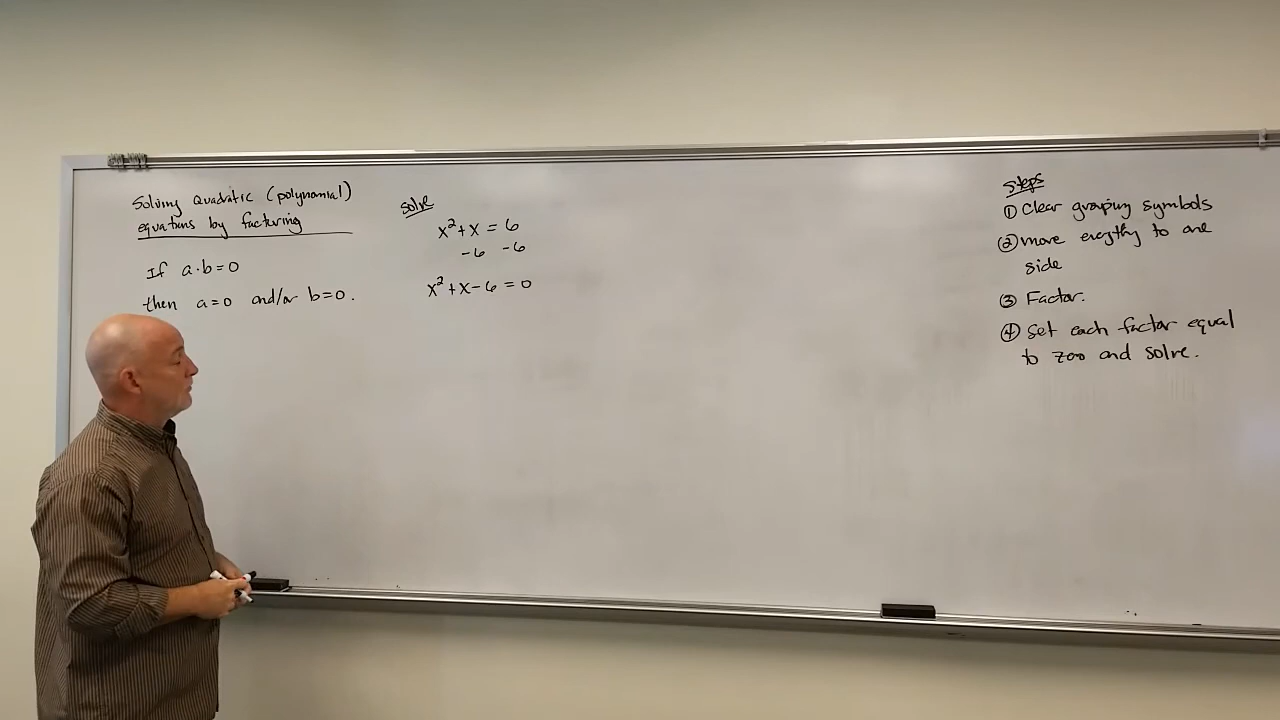 Solving Quadratic (polynomial)
equations by factoring
If a·b=0
then a=0 and/or b=0.
solve
x²+x = 6
-6 -6
x²+x-6 = 0
Steps
① Clear grouping symbols
② move everything to one
side
③ Factor.
④ Set each factor equal
to zero and solve.